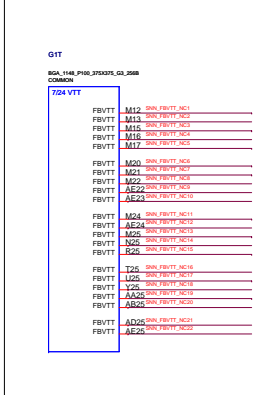 G1T
BGA_1148_P100_375X375_G3_256B
COMMON
7/24 VTT
FBVTT M12 SNN_FBVTT_NC1
FBVTT M13 SNN_FBVTT_NC2
FBVTT M15 SNN_FBVTT_NC3
FBVTT M16 SNN_FBVTT_NC4
FBVTT M17 SNN_FBVTT_NC5
FBVTT M20 SNN_FBVTT_NC6
FBVTT M21 SNN_FBVTT_NC7
FBVTT M22 SNN_FBVTT_NC8
FBVTT AE22 SNN_FBVTT_NC9
FBVTT AE23 SNN_FBVTT_NC10
FBVTT M24 SNN_FBVTT_NC11
FBVTT AE24 SNN_FBVTT_NC12
FBVTT M25 SNN_FBVTT_NC13
FBVTT N25 SNN_FBVTT_NC14
FBVTT R25 SNN_FBVTT_NC15
FBVTT T25 SNN_FBVTT_NC16
FBVTT U25 SNN_FBVTT_NC17
FBVTT Y25 SNN_FBVTT_NC18
FBVTT AA25 SNN_FBVTT_NC19
FBVTT AB25 SNN_FBVTT_NC20
FBVTT AD25 SNN_FBVTT_NC21
FBVTT AE25 SNN_FBVTT_NC22